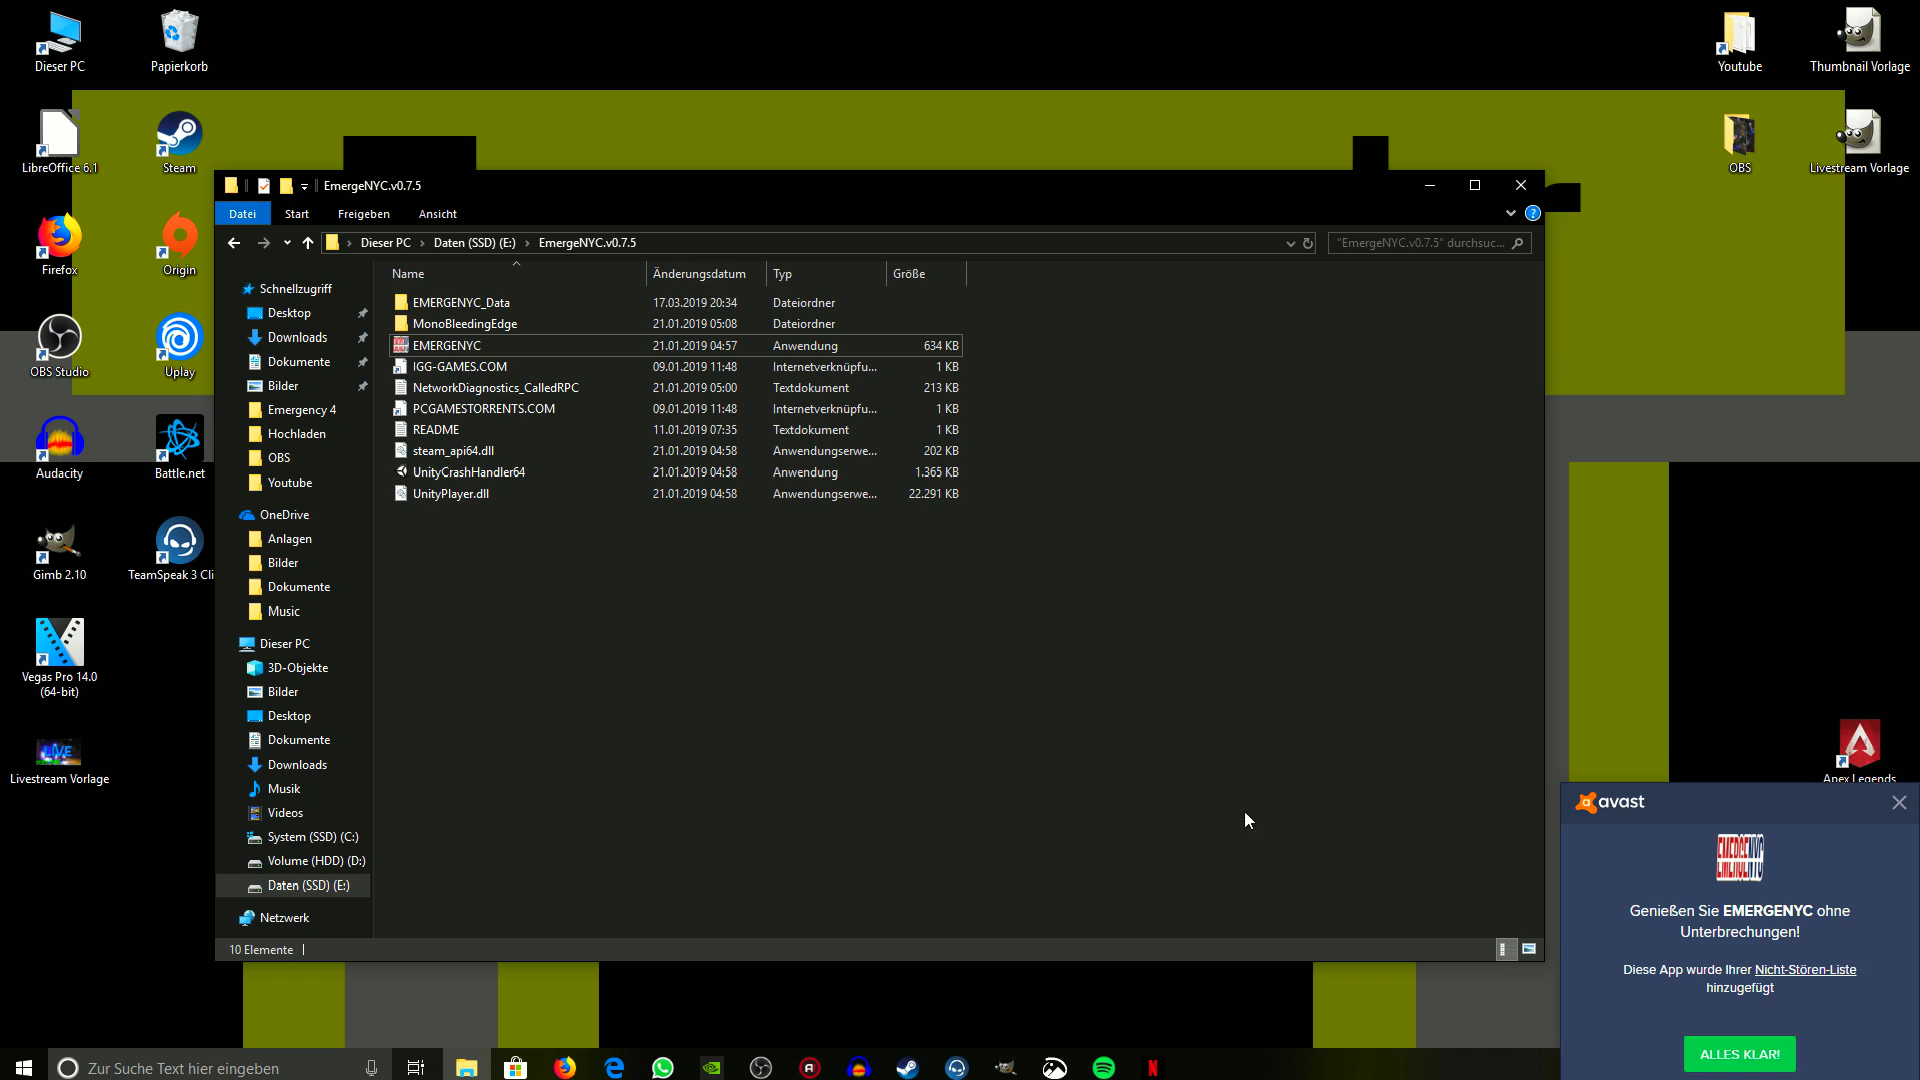 Dieser PC
Papierkorb
Youtube
Thumbnail Vorlage
LibreOffice 6.1
Steam
OBS
Livestream Vorlage
Firefox
Origin
OBS Studio
Uplay
Audacity
Battle.net
Gimb 2.10
TeamSpeak 3 Cli
Vegas Pro 14.0
(64-bit)
LIVE
Livestream Vorlage
Apex Legends
EmergeNYC.v0.7.5
Datei Start Freigeben Ansicht
Dieser PC Daten (SSD) (E:) EmergeNYC.v0.7.5
"EmergeNYC.v0.7.5" durchsuc...
Schnellzugriff
Desktop
Downloads
Dokumente
Bilder
Emergency 4
Hochladen
OBS
Youtube
OneDrive
Anlagen
Bilder
Dokumente
Music
Dieser PC
3D-Objekte
Bilder
Desktop
Dokumente
Downloads
Musik
Videos
System (SSD) (C:)
Volume (HDD) (D:)
Daten (SSD) (E:)
Netzwerk
Name Änderungsdatum Typ Größe
EMERGENYC_Data 17.03.2019 20:34 Dateiordner
MonoBleedingEdge 21.01.2019 05:08 Dateiordner
EMERGENYC 21.01.2019 04:57 Anwendung 634 KB
IGG-GAMES.COM 09.01.2019 11:48 Internetverknüpfu... 1 KB
NetworkDiagnostics_CalledRPC 21.01.2019 05:00 Textdokument 213 KB
PCGAMESTORRENTS.COM 09.01.2019 11:48 Internetverknüpfu... 1 KB
README 11.01.2019 07:35 Textdokument 1 KB
steam_api64.dll 21.01.2019 04:58 Anwendungserwe... 202 KB
UnityCrashHandler64 21.01.2019 04:58 Anwendung 1.365 KB
UnityPlayer.dll 21.01.2019 04:58 Anwendungserwe... 22.291 KB
10 Elemente
avast
EMERGENYC
Genießen Sie EMERGENYC ohne
Unterbrechungen!
Diese App wurde Ihrer Nicht-Stören-Liste
hinzugefügt
ALLES KLAR!
Zur Suche Text hier eingeben